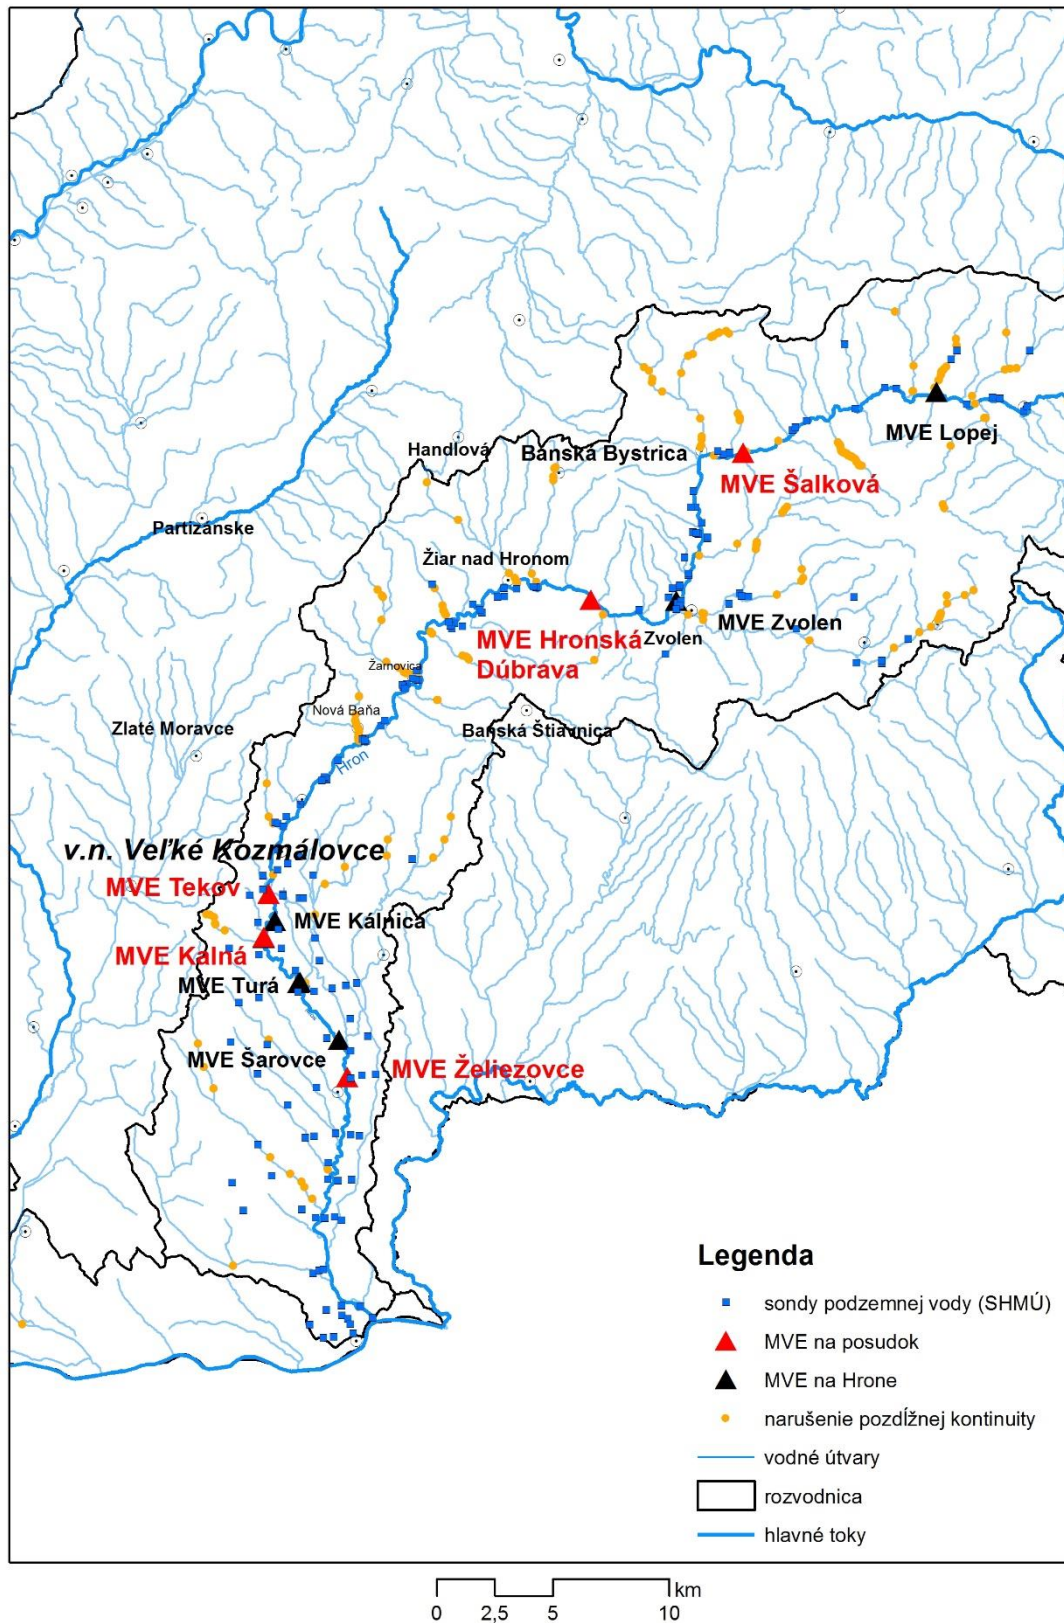 MVE Lopej
Handlová
Banská Bystrica
MVE Šalková
Partizánske
Žiar nad Hronom
MVE Zvolen
MVE Hronská
Dúbrava
Zvolen
Žarnovica
Nová Baňa
Zlaté Moravce
Banská Štiavnica
Hron
v.n. Veľké Kozmálovce
MVE Tekov
MVE Kálnica
MVE Kálná
MVE Turá
MVE Šarovce
MVE Želiezovce
Legenda
sondy podzemnej vody (SHMÚ)
MVE na posudok
MVE na Hrone
narušenie pozdĺžnej kontinuity
vodné útvary
rozvodnica
hlavné toky
km
0 2,5 5 10